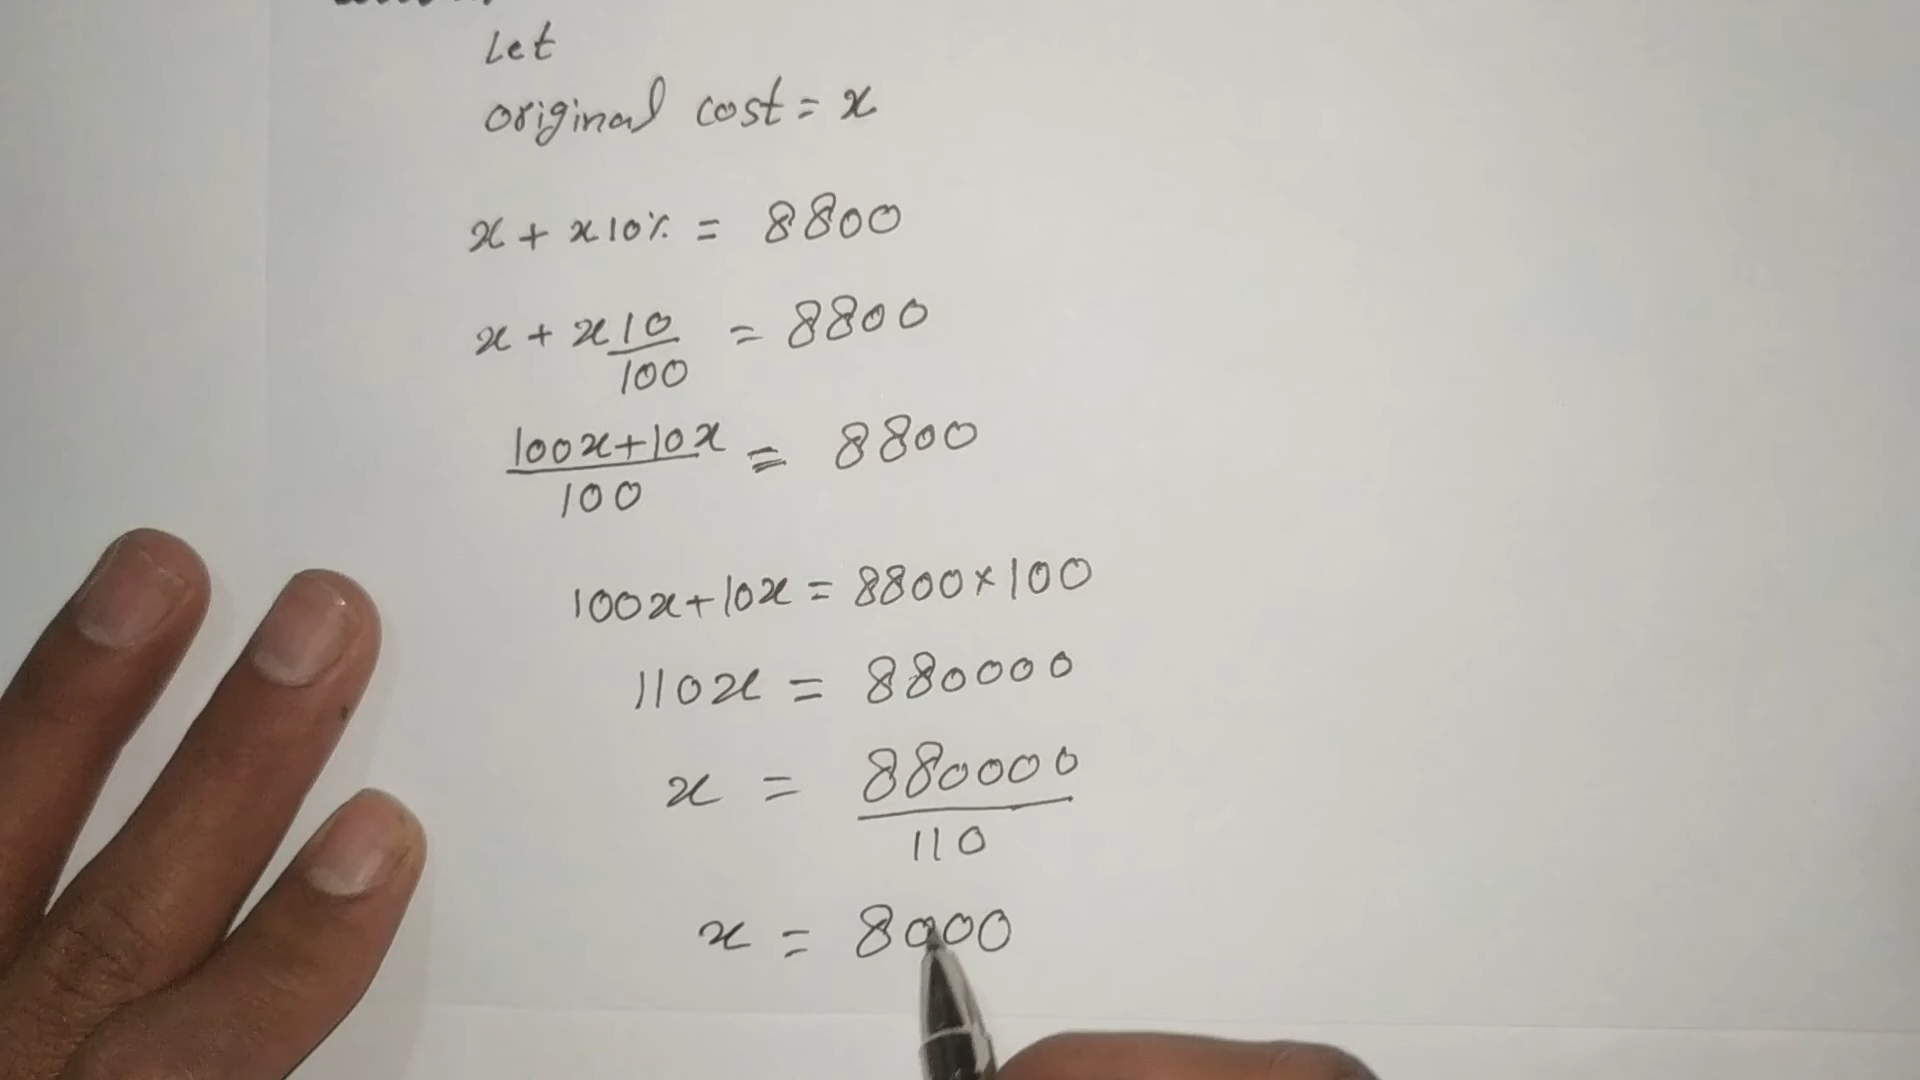 Let
original cost = x
x + x10% = 8800
x + x10/100 = 8800
100x+10x/100 = 8800
100x+10x = 8800×100
110x = 880000
x = 880000/110
x = 8000